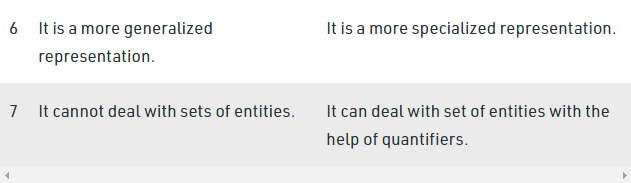 6 It is a more generalized It is a more specialized representation.
representation.
7 It cannot deal with sets of entities. It can deal with set of entities with the
help of quantifiers.